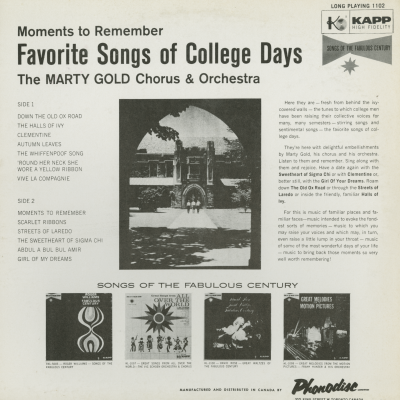 LONG PLAYING 1102
KAPP
HIGH FIDELITY
SONGS OF THE FABULOUS CENTURY
Moments to Remember
Favorite Songs of College Days
The MARTY GOLD Chorus & Orchestra
SIDE 1
DOWN THE OLD OX ROAD
THE HALLS OF IVY
CLEMENTINE
AUTUMN LEAVES
THE WHIFFENPOOF SONG
'ROUND HER NECK SHE
WORE A YELLOW RIBBON
VIVE LA COMPAGNIE
SIDE 2
MOMENTS TO REMEMBER
SCARLET RIBBONS
STREETS OF LAREDO
THE SWEETHEART OF SIGMA CHI
ABDUL A BUL BUL AMIR
GIRL OF MY DREAMS
Here they are — fresh from behind the ivy-
covered walls — the tunests which college men
have been raising their collective voices for
many, many semesters — stirring songs and
sentimental songs — the favorite songs of col-
lege days.
They're here with delightful embellishments
by Marty Gold, his chorus and his orchestra.
Listen to them and remember. Sing along with
them and rejoice. Have a date again with the
Sweetheart of Sigma Chi or with Clementine or,
better still, with the Girl Of Your Dreams. Roam
down The Old Ox Road or through the Streets of
Laredo or inside the friendly, familiar Halls of
Ivy.
For this is music of familiar places and fa-
miliar faces — music intended to evoke the fond-
est sorts of memories — music to which you
may raise your voices and which may, in turn,
even raise a little lump in your throat — music
of some of the most wonderful days of your life
— music to bring back those moments so very
well worth remembering!
SONGS OF THE FABULOUS CENTURY
ROGER WILLIAMS
OVER THE WORLD
GREAT MELODIES
MOTION PICTURES
MANUFACTURED AND DISTRIBUTED IN CANADA BY
Phonodisc